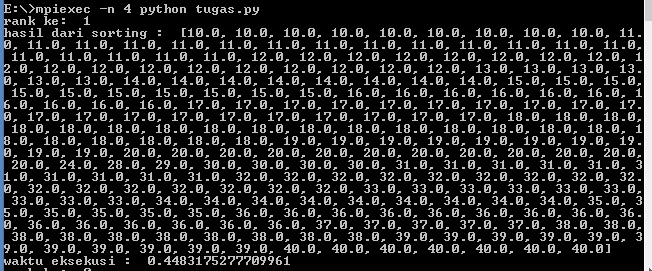 E:\>mpiexec -n 4 python tugas.py
rank ke:  1
hasil dari sorting :  [10.0, 10.0, 10.0, 10.0, 10.0, 10.0, 10.0, 10.0, 10.0, 11.
0, 11.0, 11.0, 11.0, 11.0, 11.0, 11.0, 11.0, 11.0, 11.0, 11.0, 11.0, 11.0, 11.0,
 11.0, 11.0, 11.0, 11.0, 11.0, 12.0, 12.0, 12.0, 12.0, 12.0, 12.0, 12.0, 12.0, 1
2.0, 12.0, 12.0, 12.0, 12.0, 12.0, 12.0, 12.0, 12.0, 13.0, 13.0, 13.0, 13.
0, 13.0, 13.0, 14.0, 14.0, 14.0, 14.0, 14.0, 14.0, 14.0, 14.0, 15.0, 15.0, 15.0,
 15.0, 15.0, 15.0, 15.0, 15.0, 16.0, 16.0, 16.0, 16.0, 16.0, 16.0, 16.0, 16.0, 1
6.0, 16.0, 16.0, 16.0, 17.0, 17.0, 17.0, 17.0, 17.0, 17.0, 17.0, 17.0, 17.0, 17.
0, 17.0, 17.0, 17.0, 17.0, 17.0, 17.0, 17.0, 17.0, 17.0, 18.0, 18.0, 18.0, 18.0,
 18.0, 18.0, 18.0, 18.0, 18.0, 18.0, 18.0, 18.0, 18.0, 18.0, 18.0, 18.0, 18.0, 1
8.0, 18.0, 18.0, 18.0, 18.0, 18.0, 19.0, 19.0, 19.0, 19.0, 19.0, 19.0, 19.0, 19.
0, 19.0, 19.0, 20.0, 20.0, 20.0, 20.0, 20.0, 20.0, 20.0, 20.0, 20.0, 20.0, 20.0,
 20.0, 24.0, 28.0, 29.0, 30.0, 30.0, 30.0, 30.0, 31.0, 31.0, 31.0, 31.0, 31.0, 3
1.0, 31.0, 31.0, 31.0, 31.0, 32.0, 32.0, 32.0, 32.0, 32.0, 32.0, 32.0, 32.0, 32.
0, 32.0, 32.0, 32.0, 32.0, 32.0, 32.0, 32.0, 33.0, 33.0, 33.0, 33.0, 33.0, 33.0,
 33.0, 33.0, 34.0, 34.0, 34.0, 34.0, 34.0, 34.0, 34.0, 34.0, 34.0, 35.0, 35.0, 3
5.0, 35.0, 35.0, 35.0, 35.0, 36.0, 36.0, 36.0, 36.0, 36.0, 36.0, 36.0, 36.0, 36.
0, 36.0, 36.0, 36.0, 36.0, 36.0, 36.0, 37.0, 37.0, 37.0, 37.0, 37.0, 38.0, 38.0,
 38.0, 38.0, 38.0, 38.0, 38.0, 38.0, 38.0, 38.0, 38.0, 39.0, 39.0, 39.0, 39.0, 3
9.0, 39.0, 39.0, 39.0, 39.0, 39.0, 40.0, 40.0, 40.0, 40.0, 40.0, 40.0, 40.0]
waktu eksekusi :  0.4483175277709961